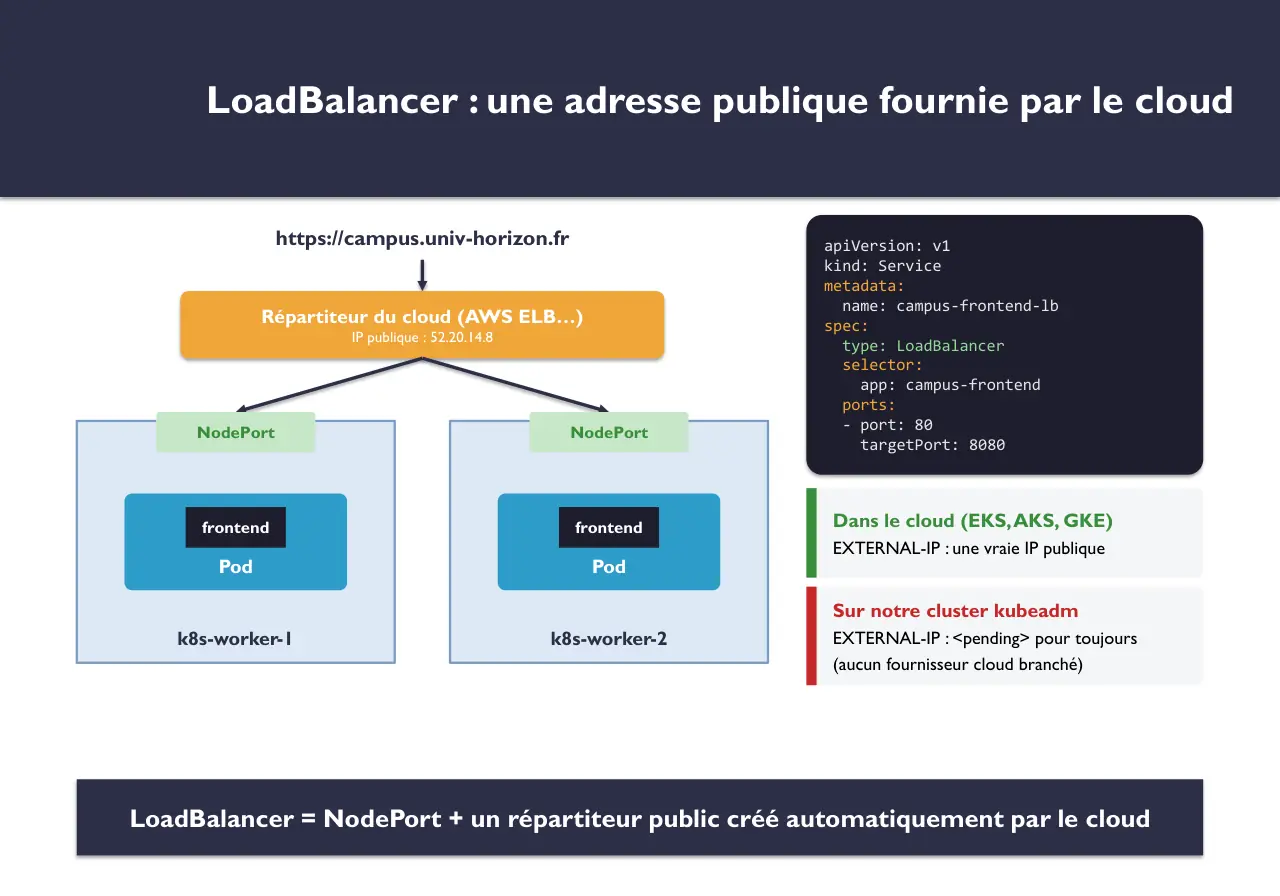 LoadBalancer : une adresse publique fournie par le cloud
https://campus.univ-horizon.fr
Répartiteur du cloud (AWS ELB…)
IP publique : 52.20.14.8
NodePort
frontend
Pod
k8s-worker-1
NodePort
frontend
Pod
k8s-worker-2
apiVersion: v1
kind: Service
metadata:
  name: campus-frontend-lb
spec:
  type: LoadBalancer
  selector:
    app: campus-frontend
  ports:
  - port: 80
    targetPort: 8080
Dans le cloud (EKS, AKS, GKE)
EXTERNAL-IP : une vraie IP publique
Sur notre cluster kubeadm
EXTERNAL-IP : <pending> pour toujours
(aucun fournisseur cloud branché)
LoadBalancer = NodePort + un répartiteur public créé automatiquement par le cloud